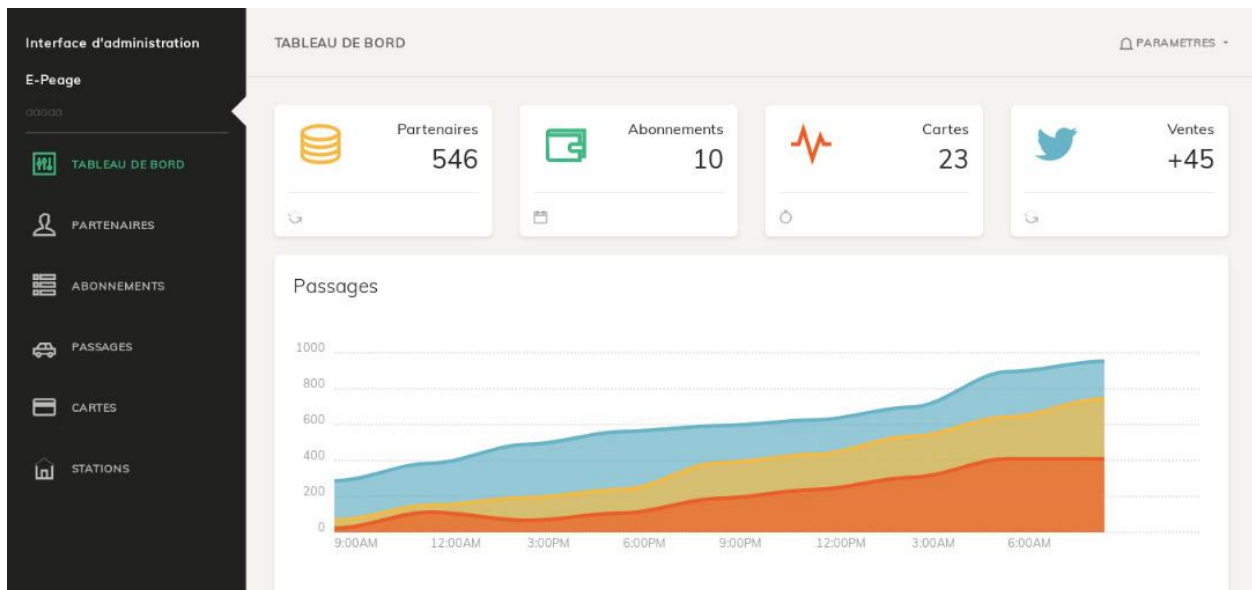 Interface d'administration
E-Peage
aaaaa
TABLEAU DE BORD
PARTENAIRES
ABONNEMENTS
PASSAGES
CARTES
STATIONS
TABLEAU DE BORD
PARAMETRES
Partenaires
546
Abonnements
10
Cartes
23
Ventes
+45
Passages
1000
800
600
400
200
0
9:00AM 12:00AM 3:00PM 6:00PM 9:00PM 12:00PM 3:00AM 6:00AM